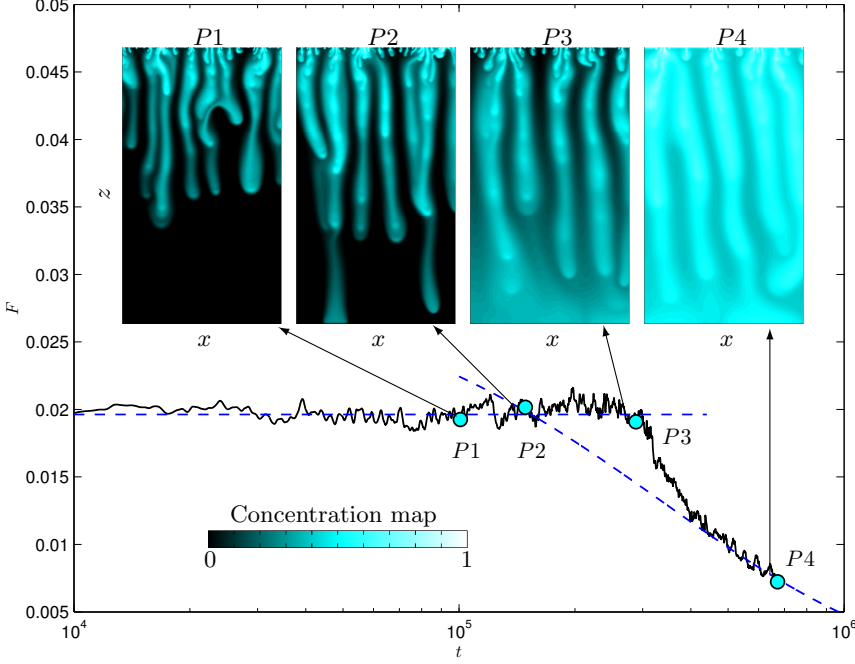 0.05
0.045
0.04
0.035
0.03
0.025
0.02
0.015
0.01
0.005
F
P1 P2 P3 P4
z
x x x x
P1
P2
P3
P4
Concentration map
0 1
10^4 10^5 10^6
t